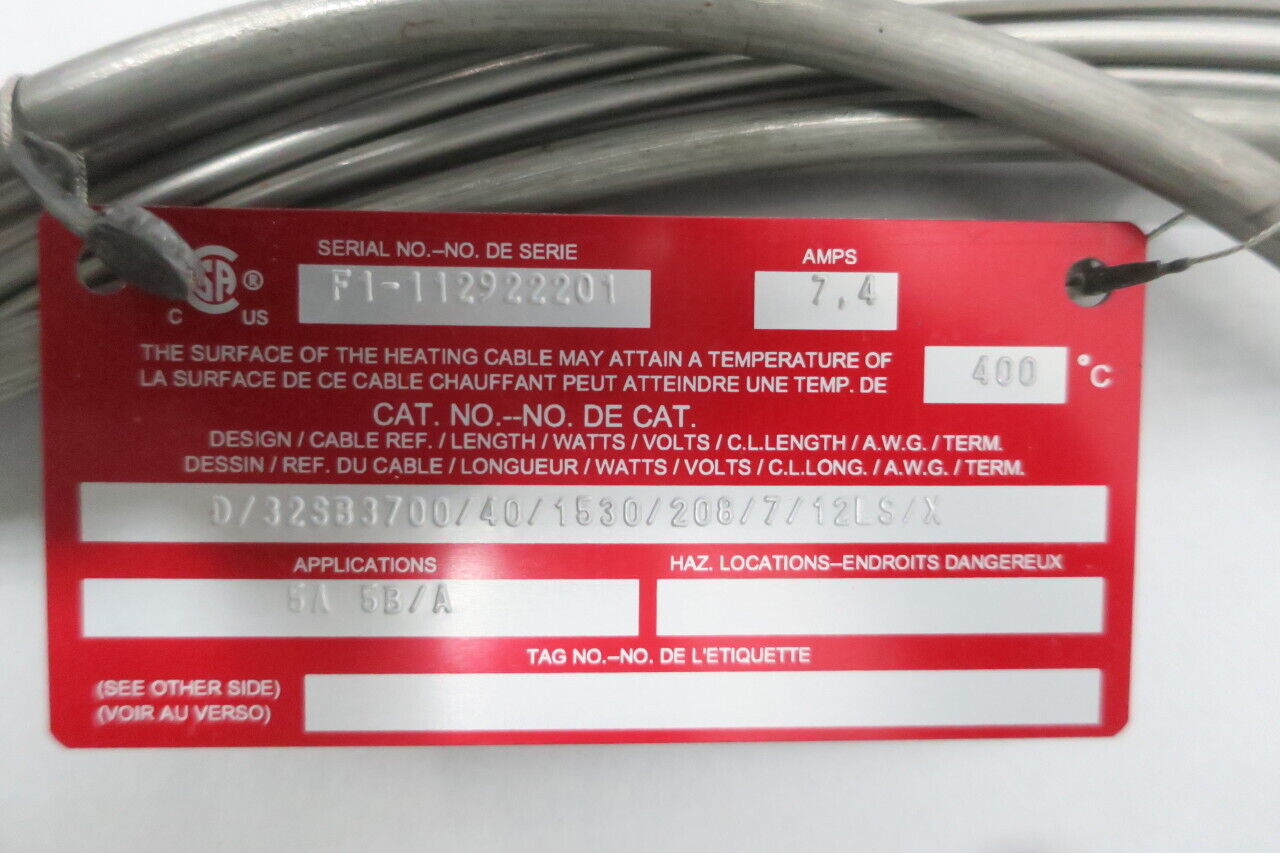 SERIAL NO.–NO. DE SERIE
AMPS
SA ®
C US
F1-112922201
7,4
THE SURFACE OF THE HEATING CABLE MAY ATTAIN A TEMPERATURE OF
LA SURFACE DE CE CABLE CHAUFFANT PEUT ATTEINDRE UNE TEMP. DE
400 °C
CAT. NO.--NO. DE CAT.
DESIGN / CABLE REF. / LENGTH / WATTS / VOLTS / C.L.LENGTH / A.W.G. / TERM.
DESSIN / REF. DU CABLE / LONGUEUR / WATTS / VOLTS / C.L.LONG. / A.W.G. / TERM.
D/32SB3700/40/1530/208/7/12LS/X
APPLICATIONS
HAZ. LOCATIONS–ENDROITS DANGEREUX
5A 5B/A
TAG NO.–NO. DE L'ETIQUETTE
(SEE OTHER SIDE)
(VOIR AU VERSO)